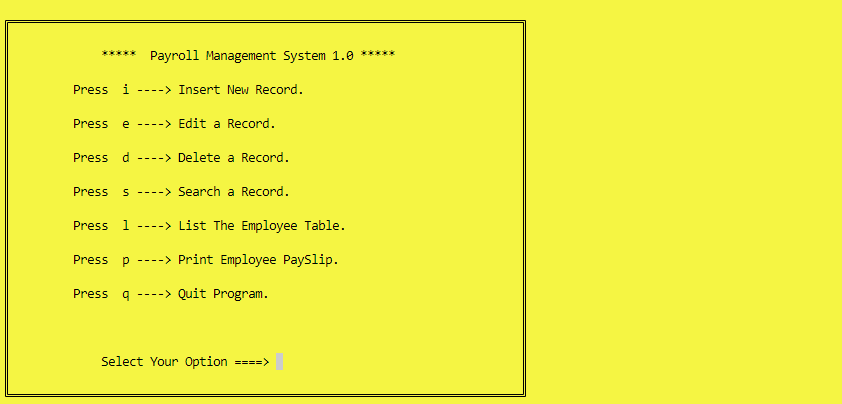 *****  Payroll Management System 1.0 *****
Press  i ----> Insert New Record.
Press  e ----> Edit a Record.
Press  d ----> Delete a Record.
Press  s ----> Search a Record.
Press  l ----> List The Employee Table.
Press  p ----> Print Employee PaySlip.
Press  q ----> Quit Program.
Select Your Option ====>